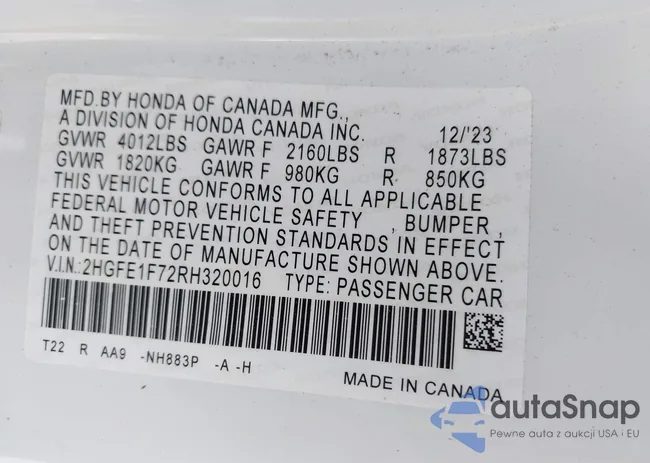 MFD.BY HONDA OF CANADA MFG.,
A DIVISION OF HONDA CANADA INC. 12/'23
GVWR 4012LBS GAWR F 2160LBS R 1873LBS
GVWR 1820KG GAWR F 980KG R 850KG
THIS VEHICLE CONFORMS TO ALL APPLICABLE
FEDERAL MOTOR VEHICLE SAFETY , BUMPER ,
AND THEFT PREVENTION STANDARDS IN EFFECT
ON THE DATE OF MANUFACTURE SHOWN ABOVE.
V.I.N.:2HGFE1F72RH320016 TYPE: PASSENGER CAR
T22 R AA9 -NH883P -A -H
MADE IN CANADA
autaSnap
Pewne auta z aukcji USA i EU